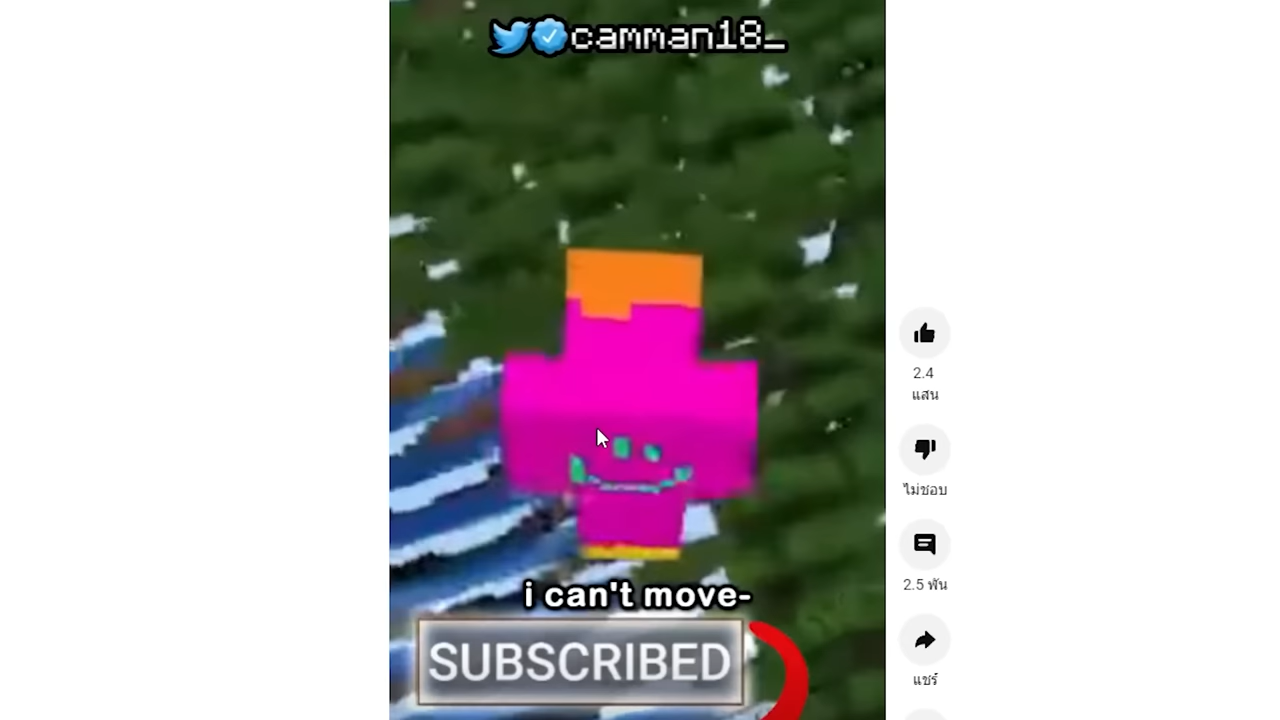 camman18_
i can't move-
SUBSCRIBED
2.4
แสน
ไม่ชอบ
2.5 พัน
แชร์